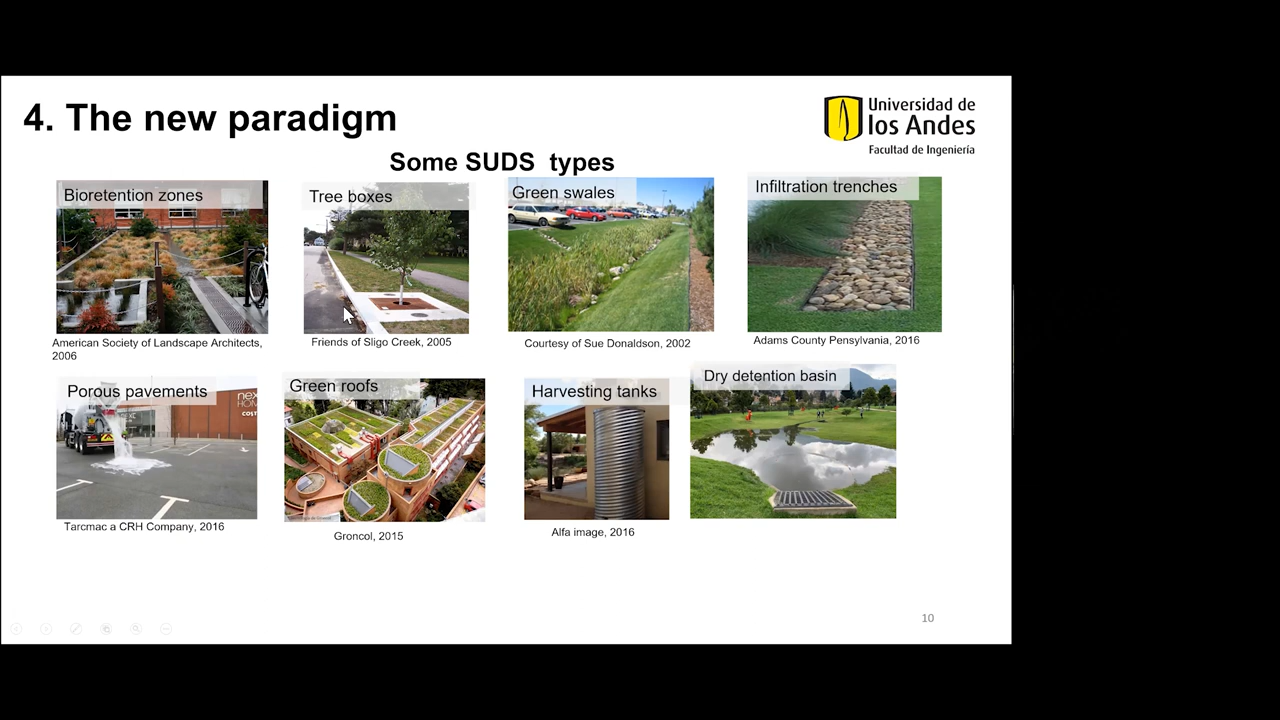 4. The new paradigm
Universidad de
los Andes
Facultad de Ingeniería
Some SUDS types
Bioretention zones
Tree boxes
Green swales
Infiltration trenches
American Society of Landscape Architects,
2006
Friends of Sligo Creek, 2005
Courtesy of Sue Donaldson, 2002
Adams County Pensylvania, 2016
Porous pavements
Green roofs
Harvesting tanks
Dry detention basin
Tarcmac a CRH Company, 2016
Groncol, 2015
Alfa image, 2016
10